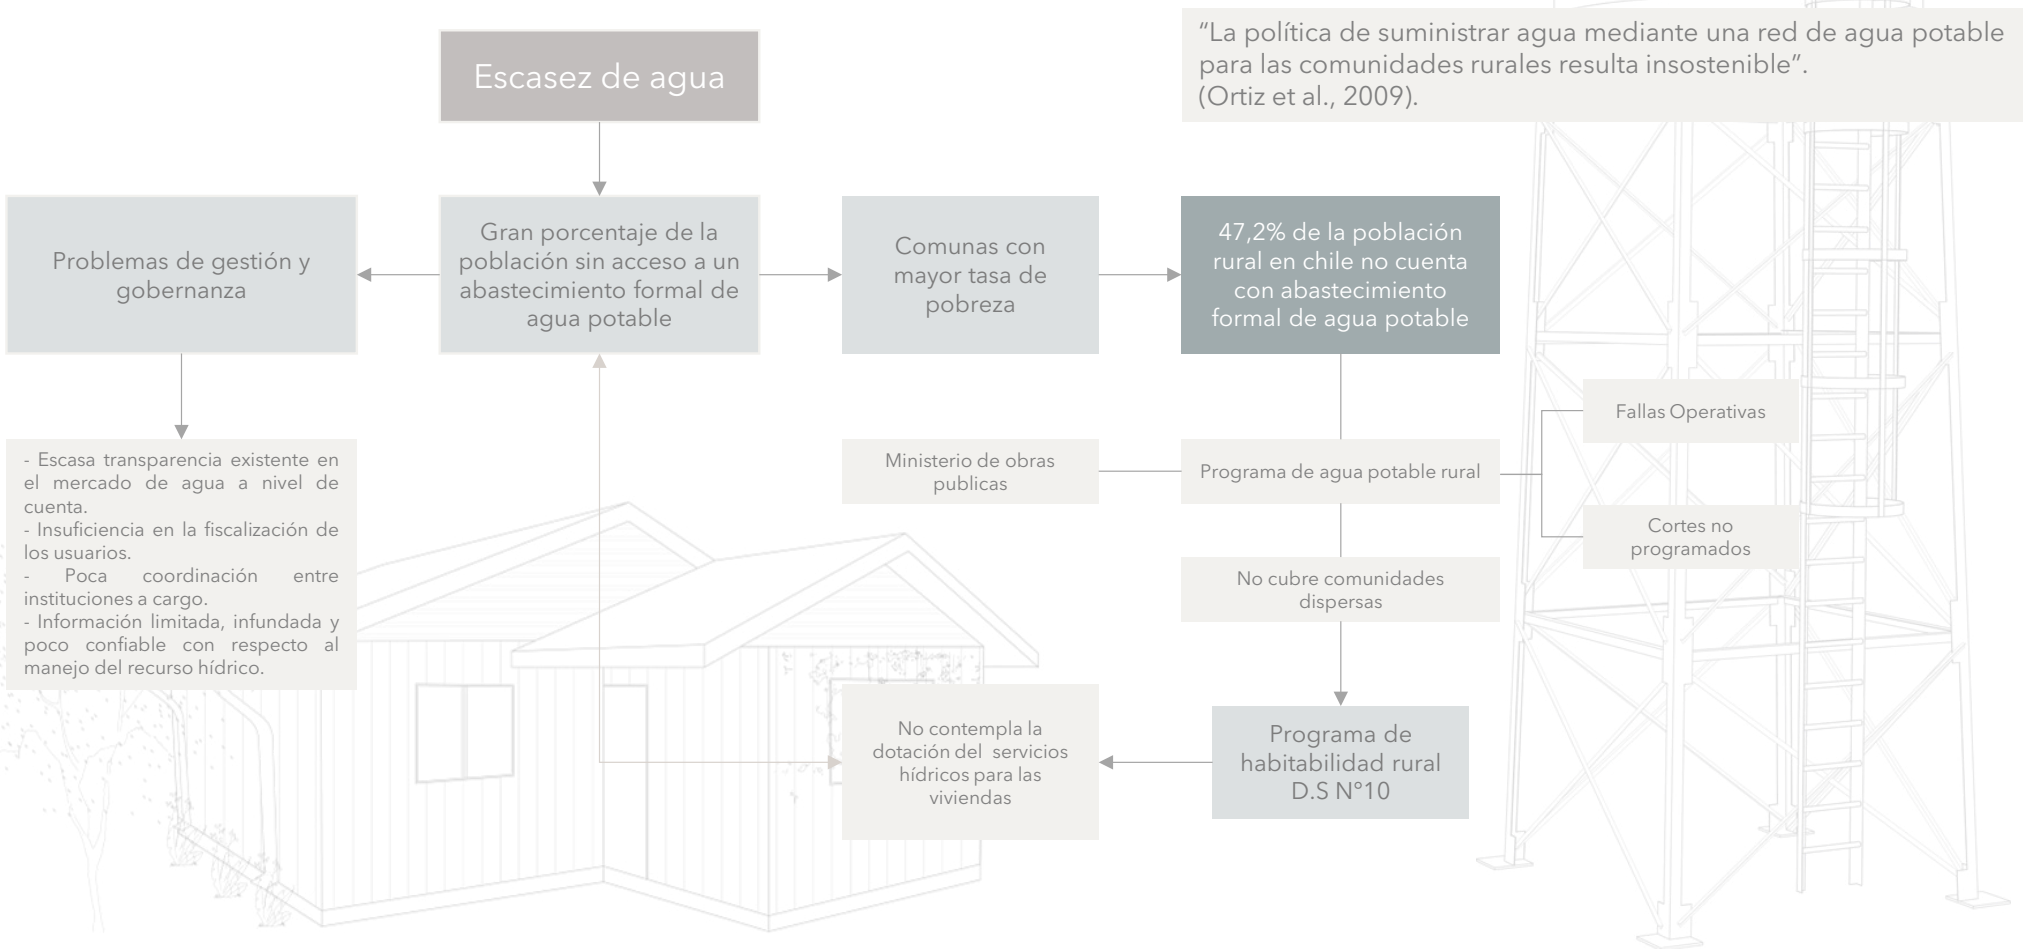 “La política de suministrar agua mediante una red de agua potable
para las comunidades rurales resulta insostenible”.
(Ortiz et al., 2009).
Escasez de agua
Problemas de gestión y
gobernanza
Gran porcentaje de la
población sin acceso a un
abastecimiento formal de
agua potable
Comunas con
mayor tasa de
pobreza
47,2% de la población
rural en chile no cuenta
con abastecimiento
formal de agua potable
- Escasa transparencia existente en
el mercado de agua a nivel de
cuenta.
- Insuficiencia en la fiscalización de
los usuarios.
- Poca coordinación entre
instituciones a cargo.
- Información limitada, infundada y
poco confiable con respecto al
manejo del recurso hídrico.
Ministerio de obras
publicas
Programa de agua potable rural
Fallas Operativas
Cortes no
programados
No cubre comunidades
dispersas
No contempla la
dotación del servicios
hídricos para las
viviendas
Programa de
habitabilidad rural
D.S Nº10